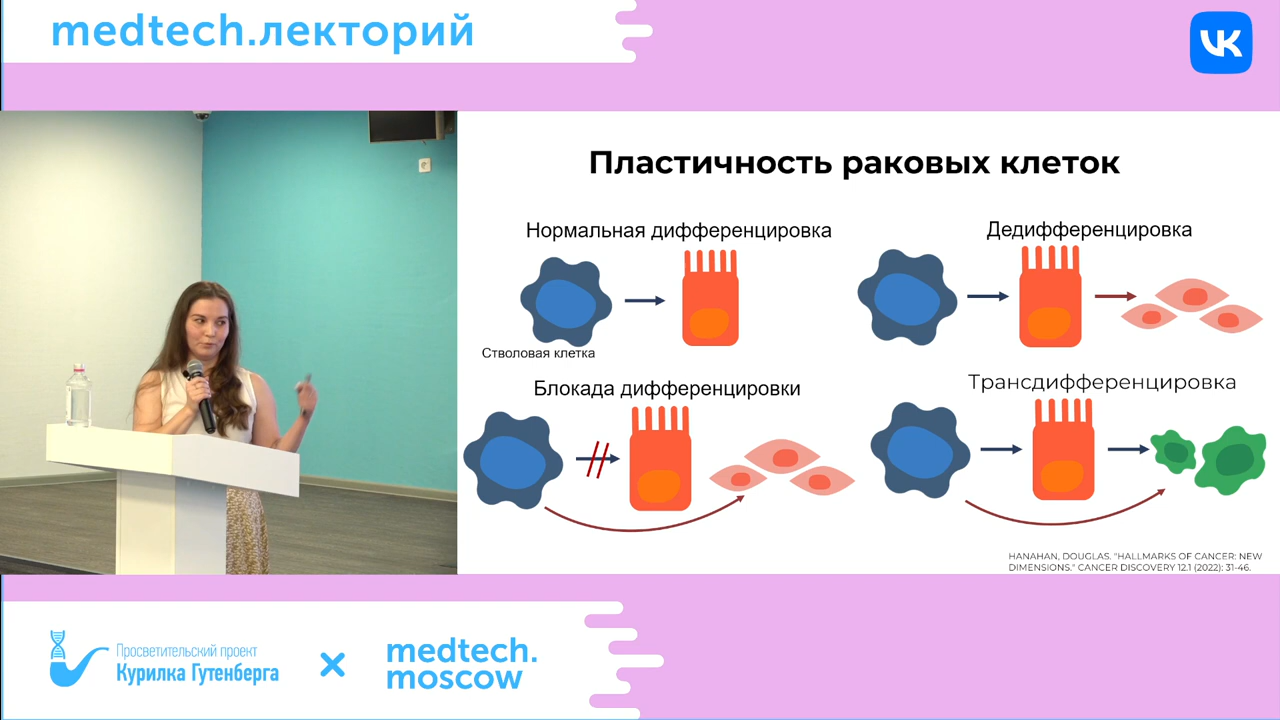 medtech.лекторий
VK
Пластичность раковых клеток
Нормальная дифференцировка
Стволовая клетка
Дедифференцировка
Блокада дифференцировки
Трансдифференцировка
HANAHAN, DOUGLAS. "HALLMARKS OF CANCER: NEW
DIMENSIONS." CANCER DISCOVERY 12.1 (2022): 31-46.
Просветительский проект
Курилка Гутенберга
×
medtech.
moscow